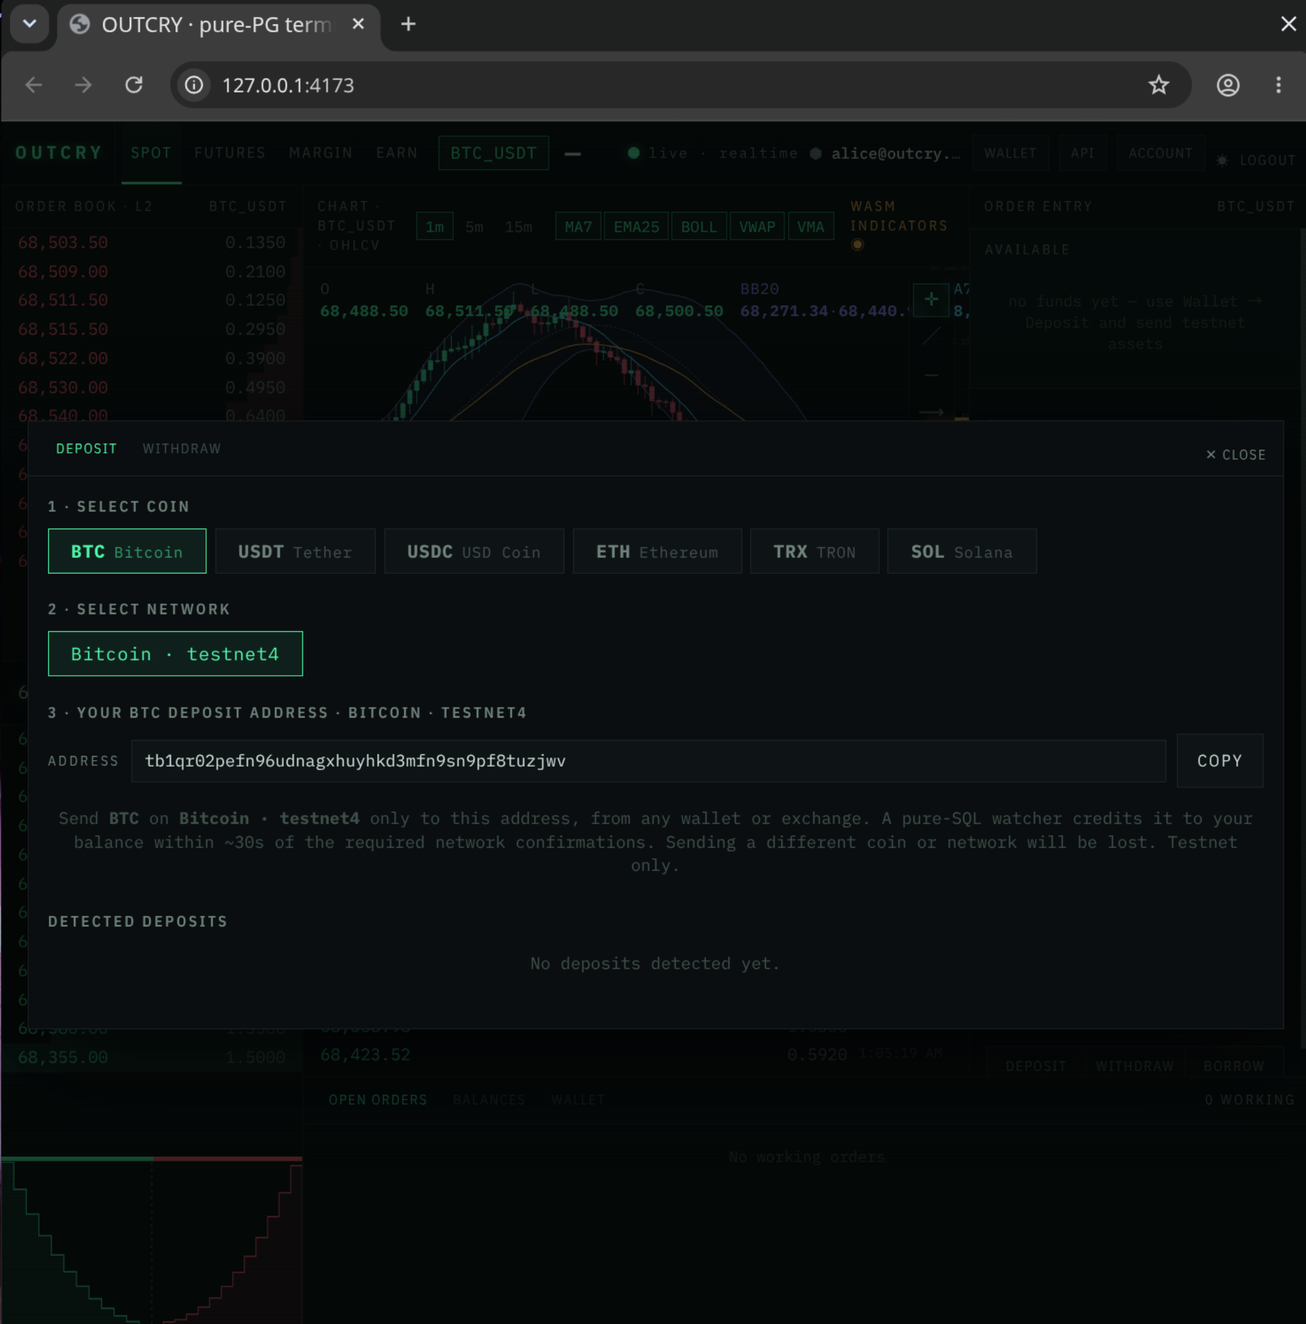 OUTCRY · pure-PG term
127.0.0.1:4173
OUTCRY SPOT FUTURES MARGIN EARN BTC_USDT — live · realtime alice@outcry.… WALLET API ACCOUNT LOGOUT
ORDER BOOK · L2 BTC_USDT
68,503.50 0.1350
68,509.00 0.2100
68,511.50 0.1250
68,515.50 0.2950
68,522.00 0.3900
68,530.00 0.4950
68,540.00 0.6400
CHART ·
BTC_USDT
· OHLCV
1m 5m 15m MA7 EMA25 BOLL VWAP VMA
WASM
INDICATORS
O H L C BB20 A7
68,488.50 68,511.50 68,488.50 68,500.50 68,271.34·68,440. 8,
ORDER ENTRY BTC_USDT
AVAILABLE
no funds yet — use Wallet →
Deposit and send testnet
assets
DEPOSIT WITHDRAW × CLOSE
1 · SELECT COIN
BTC Bitcoin USDT Tether USDC USD Coin ETH Ethereum TRX TRON SOL Solana
2 · SELECT NETWORK
Bitcoin · testnet4
3 · YOUR BTC DEPOSIT ADDRESS · BITCOIN · TESTNET4
ADDRESS tb1qr02pefn96udnagxhuyhkd3mfn9sn9pf8tuzjwv COPY
Send BTC on Bitcoin · testnet4 only to this address, from any wallet or exchange. A pure-SQL watcher credits it to your
balance within ~30s of the required network confirmations. Sending a different coin or network will be lost. Testnet
only.
DETECTED DEPOSITS
No deposits detected yet.
68,355.00 1.5000
68,423.52 0.5920 1:05:19 AM
DEPOSIT WITHDRAW BORROW
OPEN ORDERS BALANCES WALLET 0 WORKING
No working orders